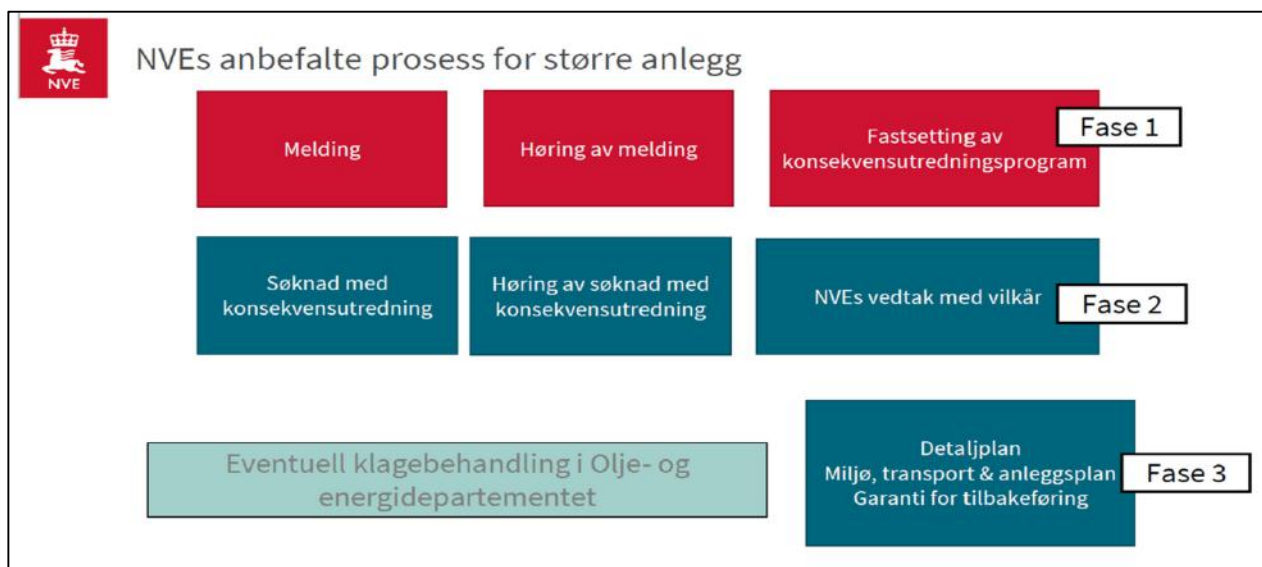 NVE
NVEs anbefalte prosess for større anlegg
Melding
Høring av melding
Fastsetting av
konsekvensutredningsprogram
Fase 1
Søknad med
konsekvensutredning
Høring av søknad med
konsekvensutredning
NVEs vedtak med vilkår
Fase 2
Eventuell klagebehandling i Olje- og
energidepartementet
Detaljplan
Miljø, transport & anleggsplan
Garanti for tilbakeføring
Fase 3